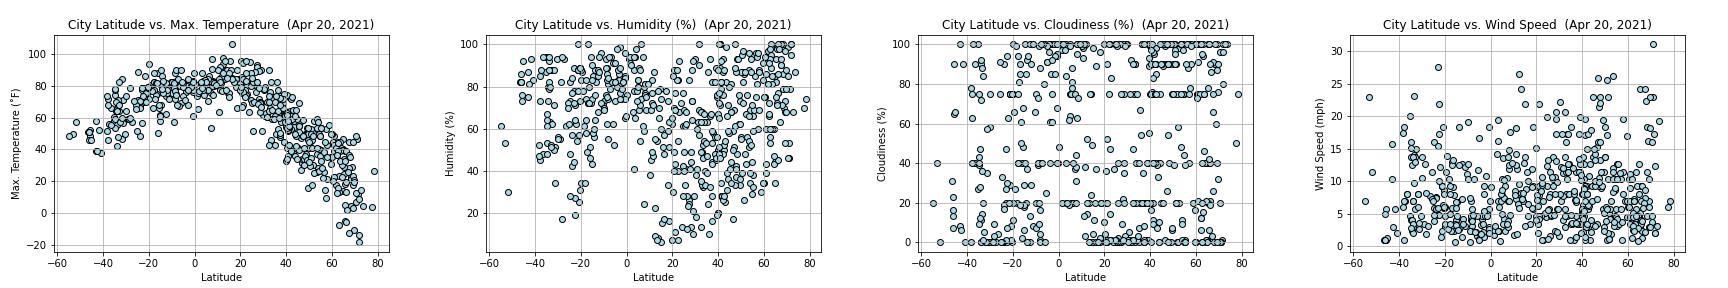 City Latitude vs. Max. Temperature  (Apr 20, 2021)
Max. Temperature (˚F)
100
80
60
40
20
0
−20
−60 −40 −20 0 20 40 60 80
Latitude
City Latitude vs. Humidity (%)  (Apr 20, 2021)
Humidity (%)
100
80
60
40
20
−60 −40 −20 0 20 40 60 80
Latitude
City Latitude vs. Cloudiness (%)  (Apr 20, 2021)
Cloudiness (%)
100
80
60
40
20
0
−60 −40 −20 0 20 40 60 80
Latitude
City Latitude vs. Wind Speed  (Apr 20, 2021)
Wind Speed (mph)
30
25
20
15
10
5
0
−60 −40 −20 0 20 40 60 80
Latitude